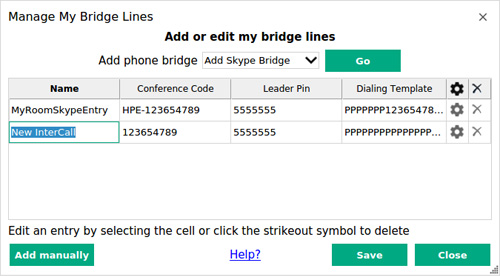 Manage My Bridge Lines
Add or edit my bridge lines
Add phone bridge Add Skype Bridge Go
Name Conference Code Leader Pin Dialing Template
MyRoomSkypeEntry HPE-123654789 5555555 PPPPPPP12365478...
New InterCall 123654789 5555555 PPPPPPPPPPPPPPP...
Edit an entry by selecting the cell or click the strikeout symbol to delete
Add manually Help? Save Close